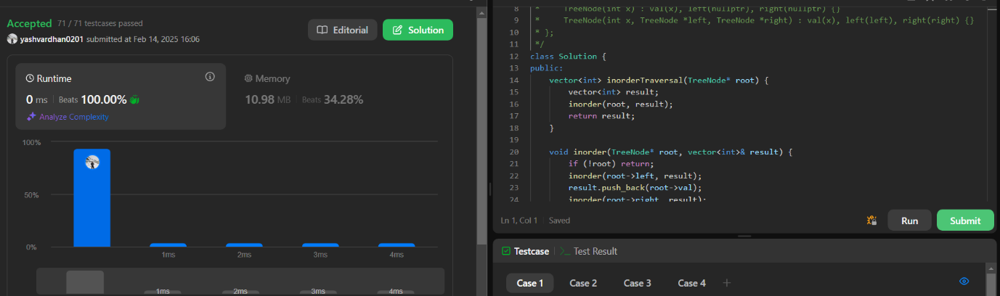 Accepted 71 / 71 testcases passed
yashvardhan0201 submitted at Feb 14, 2025 16:06
Editorial
Solution
Runtime
0 ms | Beats 100.00%
Analyze Complexity
Memory
10.98 MB | Beats 34.28%
100%
50%
0%
1ms 2ms 3ms 4ms
1ms 2ms 3ms 4ms
8 * TreeNode(int x) : val(x), left(nullptr), right(nullptr) {}
9 * TreeNode(int x, TreeNode *left, TreeNode *right) : val(x), left(left), right(right) {}
10 * };
11 */
12 class Solution {
13 public:
14 vector<int> inorderTraversal(TreeNode* root) {
15 vector<int> result;
16 inorder(root, result);
17 return result;
18 }
19
20 void inorder(TreeNode* root, vector<int>& result) {
21 if (!root) return;
22 inorder(root->left, result);
23 result.push_back(root->val);
24 inorder(root->right, result);
Ln 1, Col 1 | Saved
Run
Submit
Testcase | >_ Test Result
Case 1 Case 2 Case 3 Case 4 +